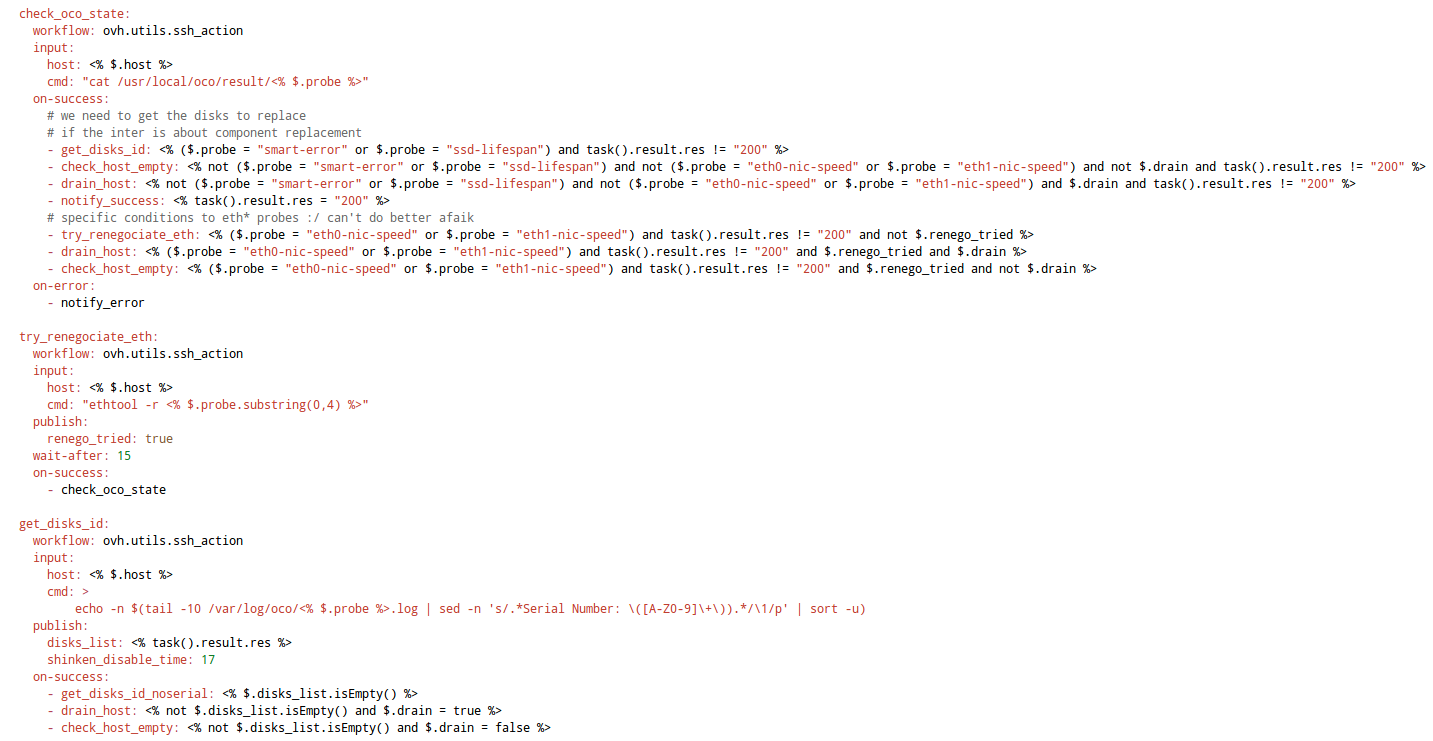 check_oco_state:
  workflow: ovh.utils.ssh_action
  input:
    host: <% $.host %>
    cmd: "cat /usr/local/oco/result/<% $.probe %>"
  on-success:
    # we need to get the disks to replace
    # if the inter is about component replacement
    - get_disks_id: <% ($.probe = "smart-error" or $.probe = "ssd-lifespan") and task().result.res != "200" %>
    - check_host_empty: <% not ($.probe = "smart-error" or $.probe = "ssd-lifespan") and not ($.probe = "eth0-nic-speed" or $.probe = "eth1-nic-speed") and not $.drain and task().result.res != "200" %>
    - drain_host: <% not ($.probe = "smart-error" or $.probe = "ssd-lifespan") and not ($.probe = "eth0-nic-speed" or $.probe = "eth1-nic-speed") and $.drain and task().result.res != "200" %>
    - notify_success: <% task().result.res = "200" %>
    # specific conditions to eth* probes :/ can't do better afaik
    - try_renegociate_eth: <% ($.probe = "eth0-nic-speed" or $.probe = "eth1-nic-speed") and task().result.res != "200" and not $.renego_tried %>
    - drain_host: <% ($.probe = "eth0-nic-speed" or $.probe = "eth1-nic-speed") and task().result.res != "200" and $.renego_tried and $.drain %>
    - check_host_empty: <% ($.probe = "eth0-nic-speed" or $.probe = "eth1-nic-speed") and task().result.res != "200" and $.renego_tried and not $.drain %>
  on-error:
    - notify_error

try_renegociate_eth:
  workflow: ovh.utils.ssh_action
  input:
    host: <% $.host %>
    cmd: "ethtool -r <% $.probe.substring(0,4) %>"
  publish:
    renego_tried: true
  wait-after: 15
  on-success:
    - check_oco_state

get_disks_id:
  workflow: ovh.utils.ssh_action
  input:
    host: <% $.host %>
    cmd: >
        echo -n $(tail -10 /var/log/oco/<% $.probe %>.log | sed -n 's/.*Serial Number: \([A-Z0-9]\+\)).*/\1/p' | sort -u)
  publish:
    disks_list: <% task().result.res %>
    shinken_disable_time: 17
  on-success:
    - get_disks_id_noserial: <% $.disks_list.isEmpty() %>
    - drain_host: <% not $.disks_list.isEmpty() and $.drain = true %>
    - check_host_empty: <% not $.disks_list.isEmpty() and $.drain = false %>